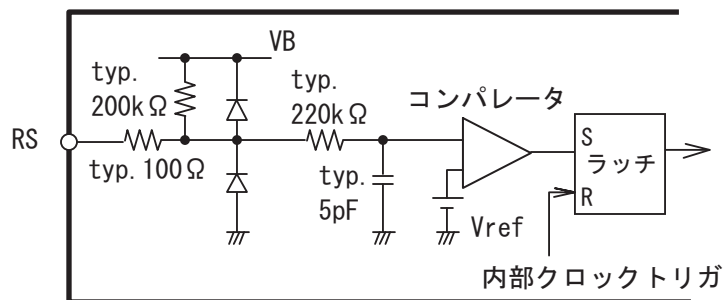 VB
typ.
200kΩ
typ.
220kΩ
コンパレータ
RS
typ. 100Ω
typ.
5pF
Vref
S
ラッチ
R
内部クロックトリガ